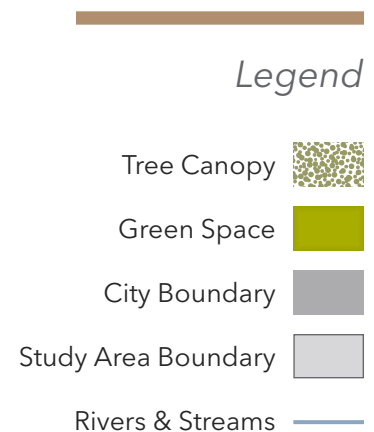 Legend
Tree Canopy
Green Space
City Boundary
Study Area Boundary
Rivers & Streams